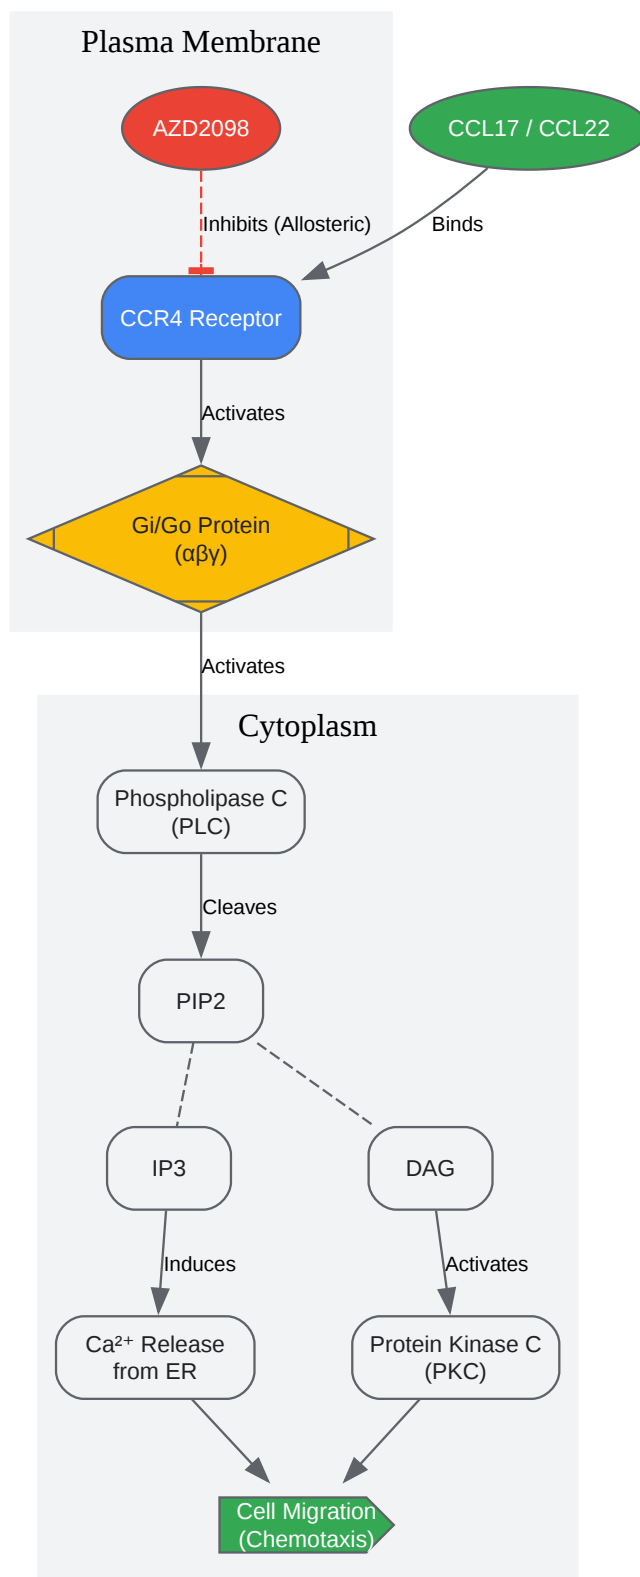 Plasma Membrane
AZD2098
CCL17 / CCL22
Inhibits (Allosteric)
Binds
CCR4 Receptor
Activates
Gi/Go Protein
(αβγ)
Activates
Cytoplasm
Phospholipase C
(PLC)
Cleaves
PIP2
IP3
DAG
Induces
Activates
Ca²⁺ Release
from ER
Protein Kinase C
(PKC)
Cell Migration
(Chemotaxis)